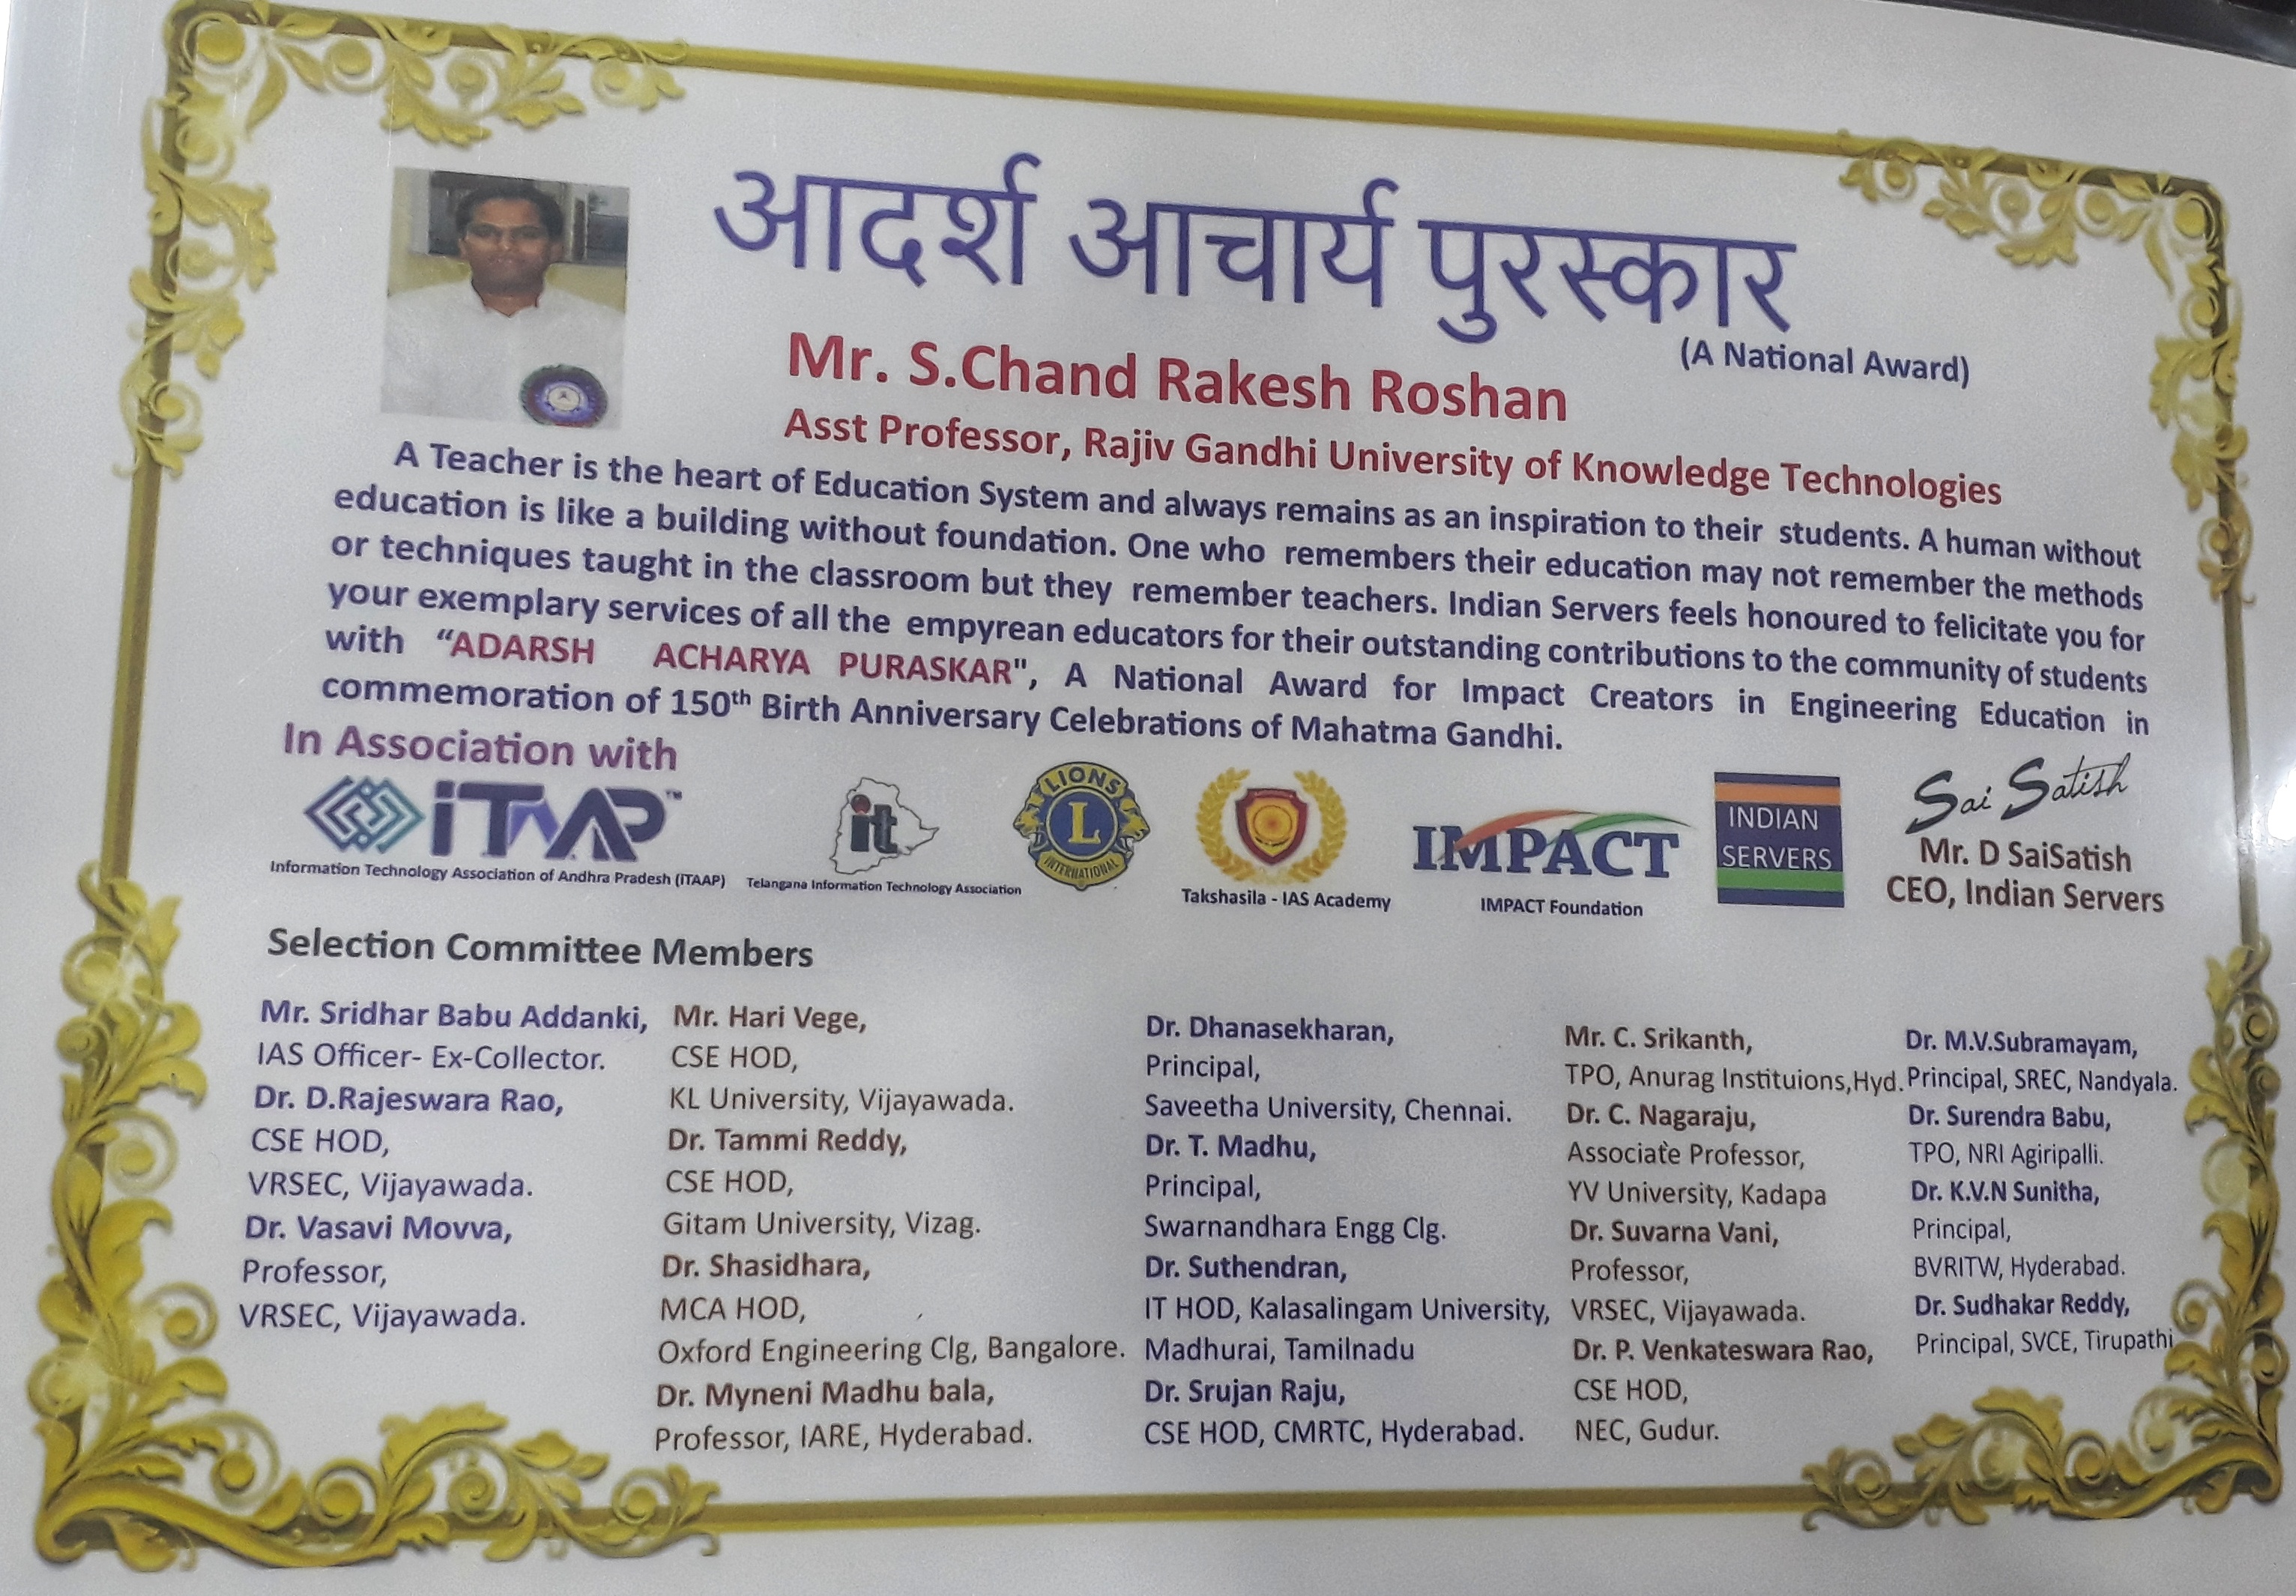 आदर्श आचार्य पुरस्कार
(A National Award)
Mr. S.Chand Rakesh Roshan
Asst Professor, Rajiv Gandhi University of Knowledge Technologies
A Teacher is the heart of Education System and always remains as an inspiration to their students. A human without
education is like a building without foundation. One who remembers their education may not remember the methods
or techniques taught in the classroom but they remember teachers. Indian Servers feels honoured to felicitate you for
your exemplary services of all the empyrean educators for their outstanding contributions to the community of students
with “ADARSH ACHARYA PURASKAR", A National Award for Impact Creators in Engineering Education in
commemoration of 150th Birth Anniversary Celebrations of Mahatma Gandhi.
In Association with
iTAAP™
Information Technology Association of Andhra Pradesh (iTAAP)
it
Telangana Information Technology Association
LIONS
L
INTERNATIONAL
Takshasila - IAS Academy
IMPACT
IMPACT Foundation
INDIAN
SERVERS
Sai Satish
Mr. D SaiSatish
CEO, Indian Servers
Selection Committee Members
Mr. Sridhar Babu Addanki,
IAS Officer- Ex-Collector.
Dr. D.Rajeswara Rao,
CSE HOD,
VRSEC, Vijayawada.
Dr. Vasavi Movva,
Professor,
VRSEC, Vijayawada.
Mr. Hari Vege,
CSE HOD,
KL University, Vijayawada.
Dr. Tammi Reddy,
CSE HOD,
Gitam University, Vizag.
Dr. Shasidhara,
MCA HOD,
Oxford Engineering Clg, Bangalore.
Dr. Myneni Madhu bala,
Professor, IARE, Hyderabad.
Dr. Dhanasekharan,
Principal,
Saveetha University, Chennai.
Dr. T. Madhu,
Principal,
Swarnandhara Engg Clg.
Dr. Suthendran,
IT HOD, Kalasalingam University,
Madhurai, Tamilnadu
Dr. Srujan Raju,
CSE HOD, CMRTC, Hyderabad.
Mr. C. Srikanth,
TPO, Anurag Instituions,Hyd.
Dr. C. Nagaraju,
Associate Professor,
YV University, Kadapa
Dr. Suvarna Vani,
Professor,
VRSEC, Vijayawada.
Dr. P. Venkateswara Rao,
CSE HOD,
NEC, Gudur.
Dr. M.V.Subramayam,
Principal, SREC, Nandyala.
Dr. Surendra Babu,
TPO, NRI Agiripalli.
Dr. K.V.N Sunitha,
Principal,
BVRITW, Hyderabad.
Dr. Sudhakar Reddy,
Principal, SVCE, Tirupathi